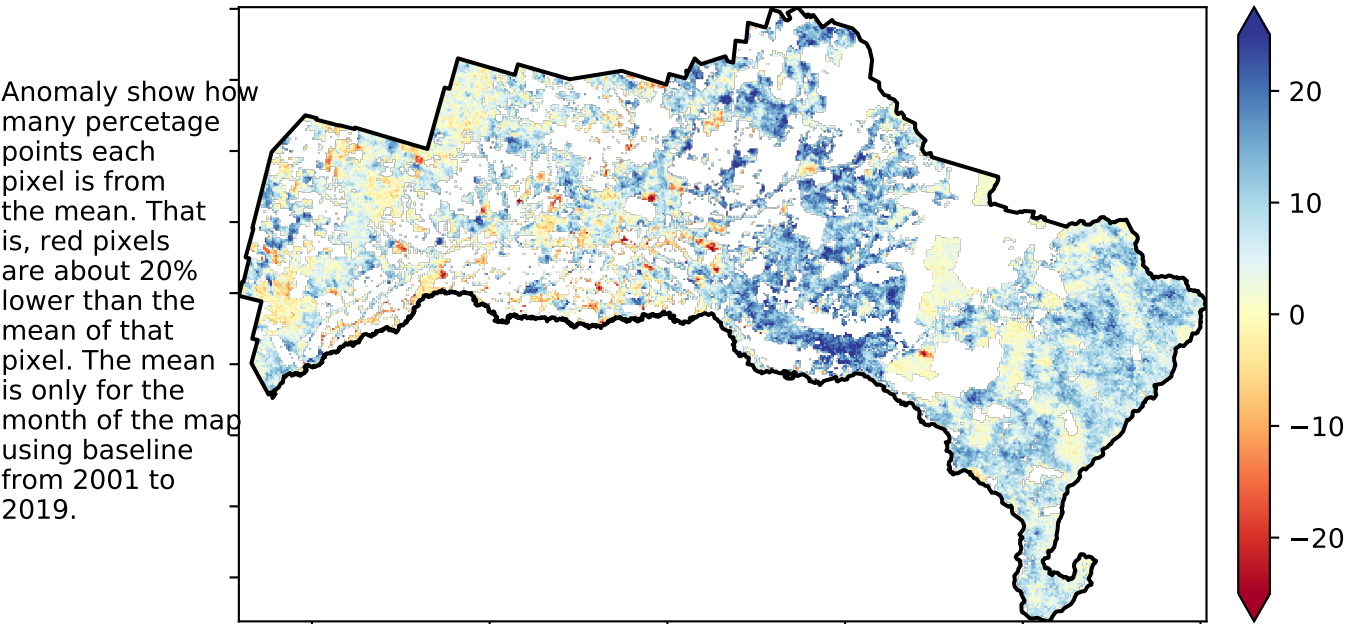 Anomaly show how
many percetage
points each
pixel is from
the mean. That
is, red pixels
are about 20%
lower than the
mean of that
pixel. The mean
is only for the
month of the map
using baseline
from 2001 to
2019.
20
10
0
−10
−20